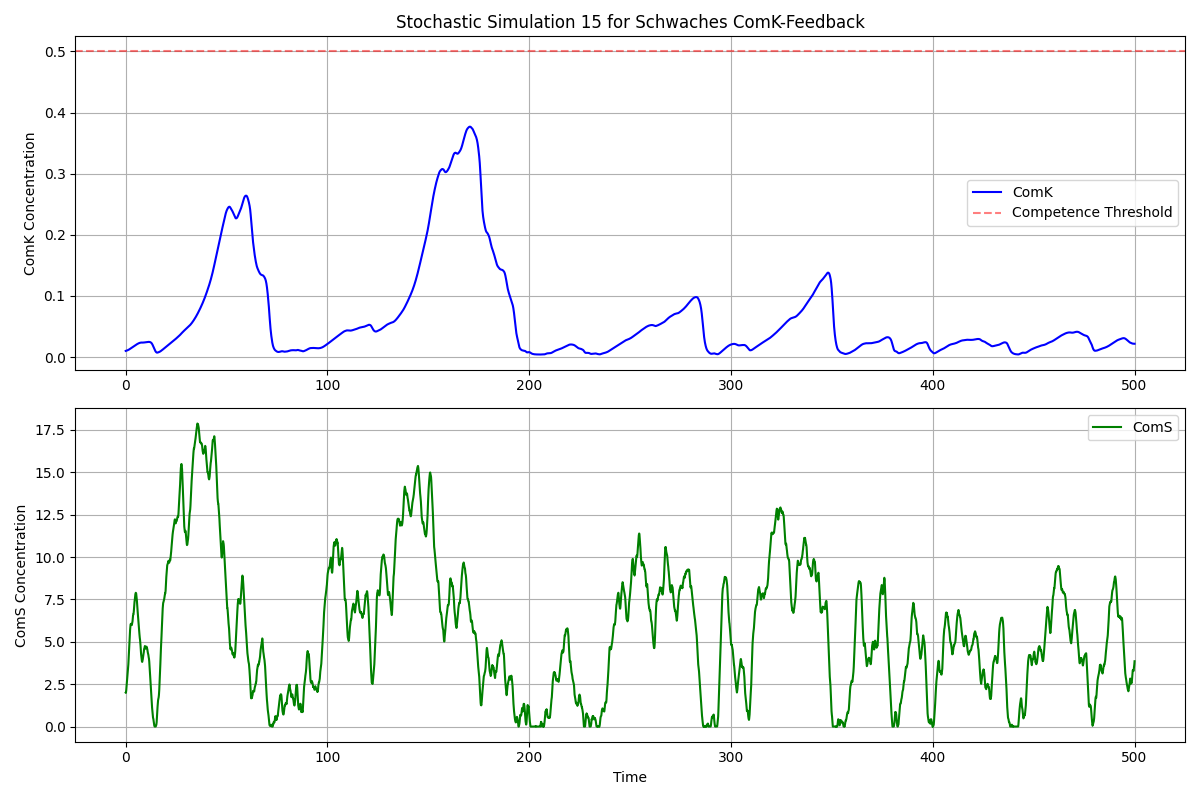 Stochastic Simulation 15 for Schwaches ComK-Feedback
ComK Concentration
0.5
0.4
0.3
0.2
0.1
0.0
ComK
Competence Threshold
0 100 200 300 400 500
ComS Concentration
17.5
15.0
12.5
10.0
7.5
5.0
2.5
0.0
ComS
0 100 200 300 400 500
Time